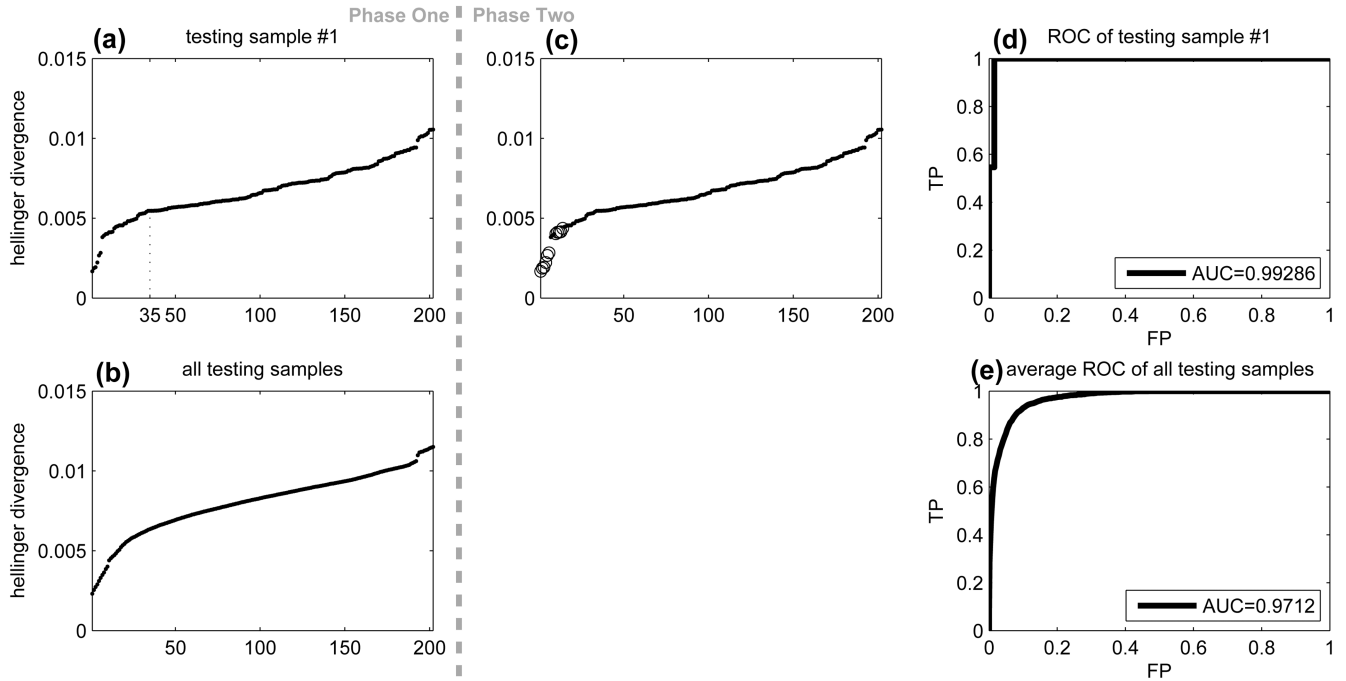 Phase One
Phase Two
(a)
testing sample #1
hellinger divergence
0.015
0.01
0.005
0
35 50 100 150 200
(b)
all testing samples
hellinger divergence
0.015
0.01
0.005
0
50 100 150 200
(c)
0.015
0.01
0.005
0
50 100 150 200
(d)
ROC of testing sample #1
TP
1
0.8
0.6
0.4
0.2
0
AUC=0.99286
0 0.2 0.4 0.6 0.8 1
FP
(e) average ROC of all testing samples
TP
1
0.8
0.6
0.4
0.2
0
AUC=0.9712
0 0.2 0.4 0.6 0.8 1
FP